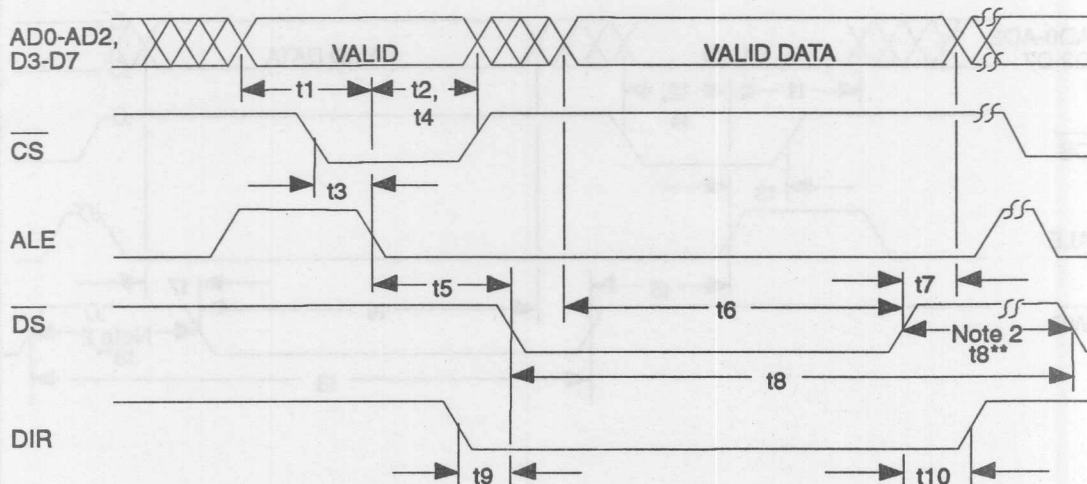 AD0-AD2,
D3-D7
VALID
VALID DATA
t1
t2,
t4
CS
t3
ALE
t5
t7
DS
t6
Note 2
t8**
t8
DIR
t9
t10